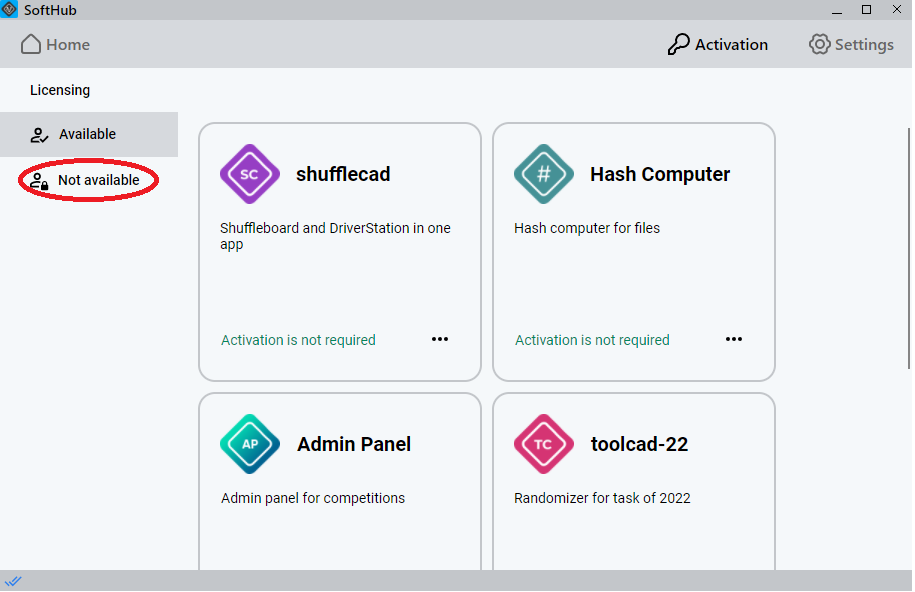 SoftHub
Home
Activation
Settings
Licensing
Available
Not available
SC
shufflecad
Shuffleboard and DriverStation in one
app
Activation is not required
#
Hash Computer
Hash computer for files
Activation is not required
AP
Admin Panel
Admin panel for competitions
TC
toolcad-22
Randomizer for task of 2022